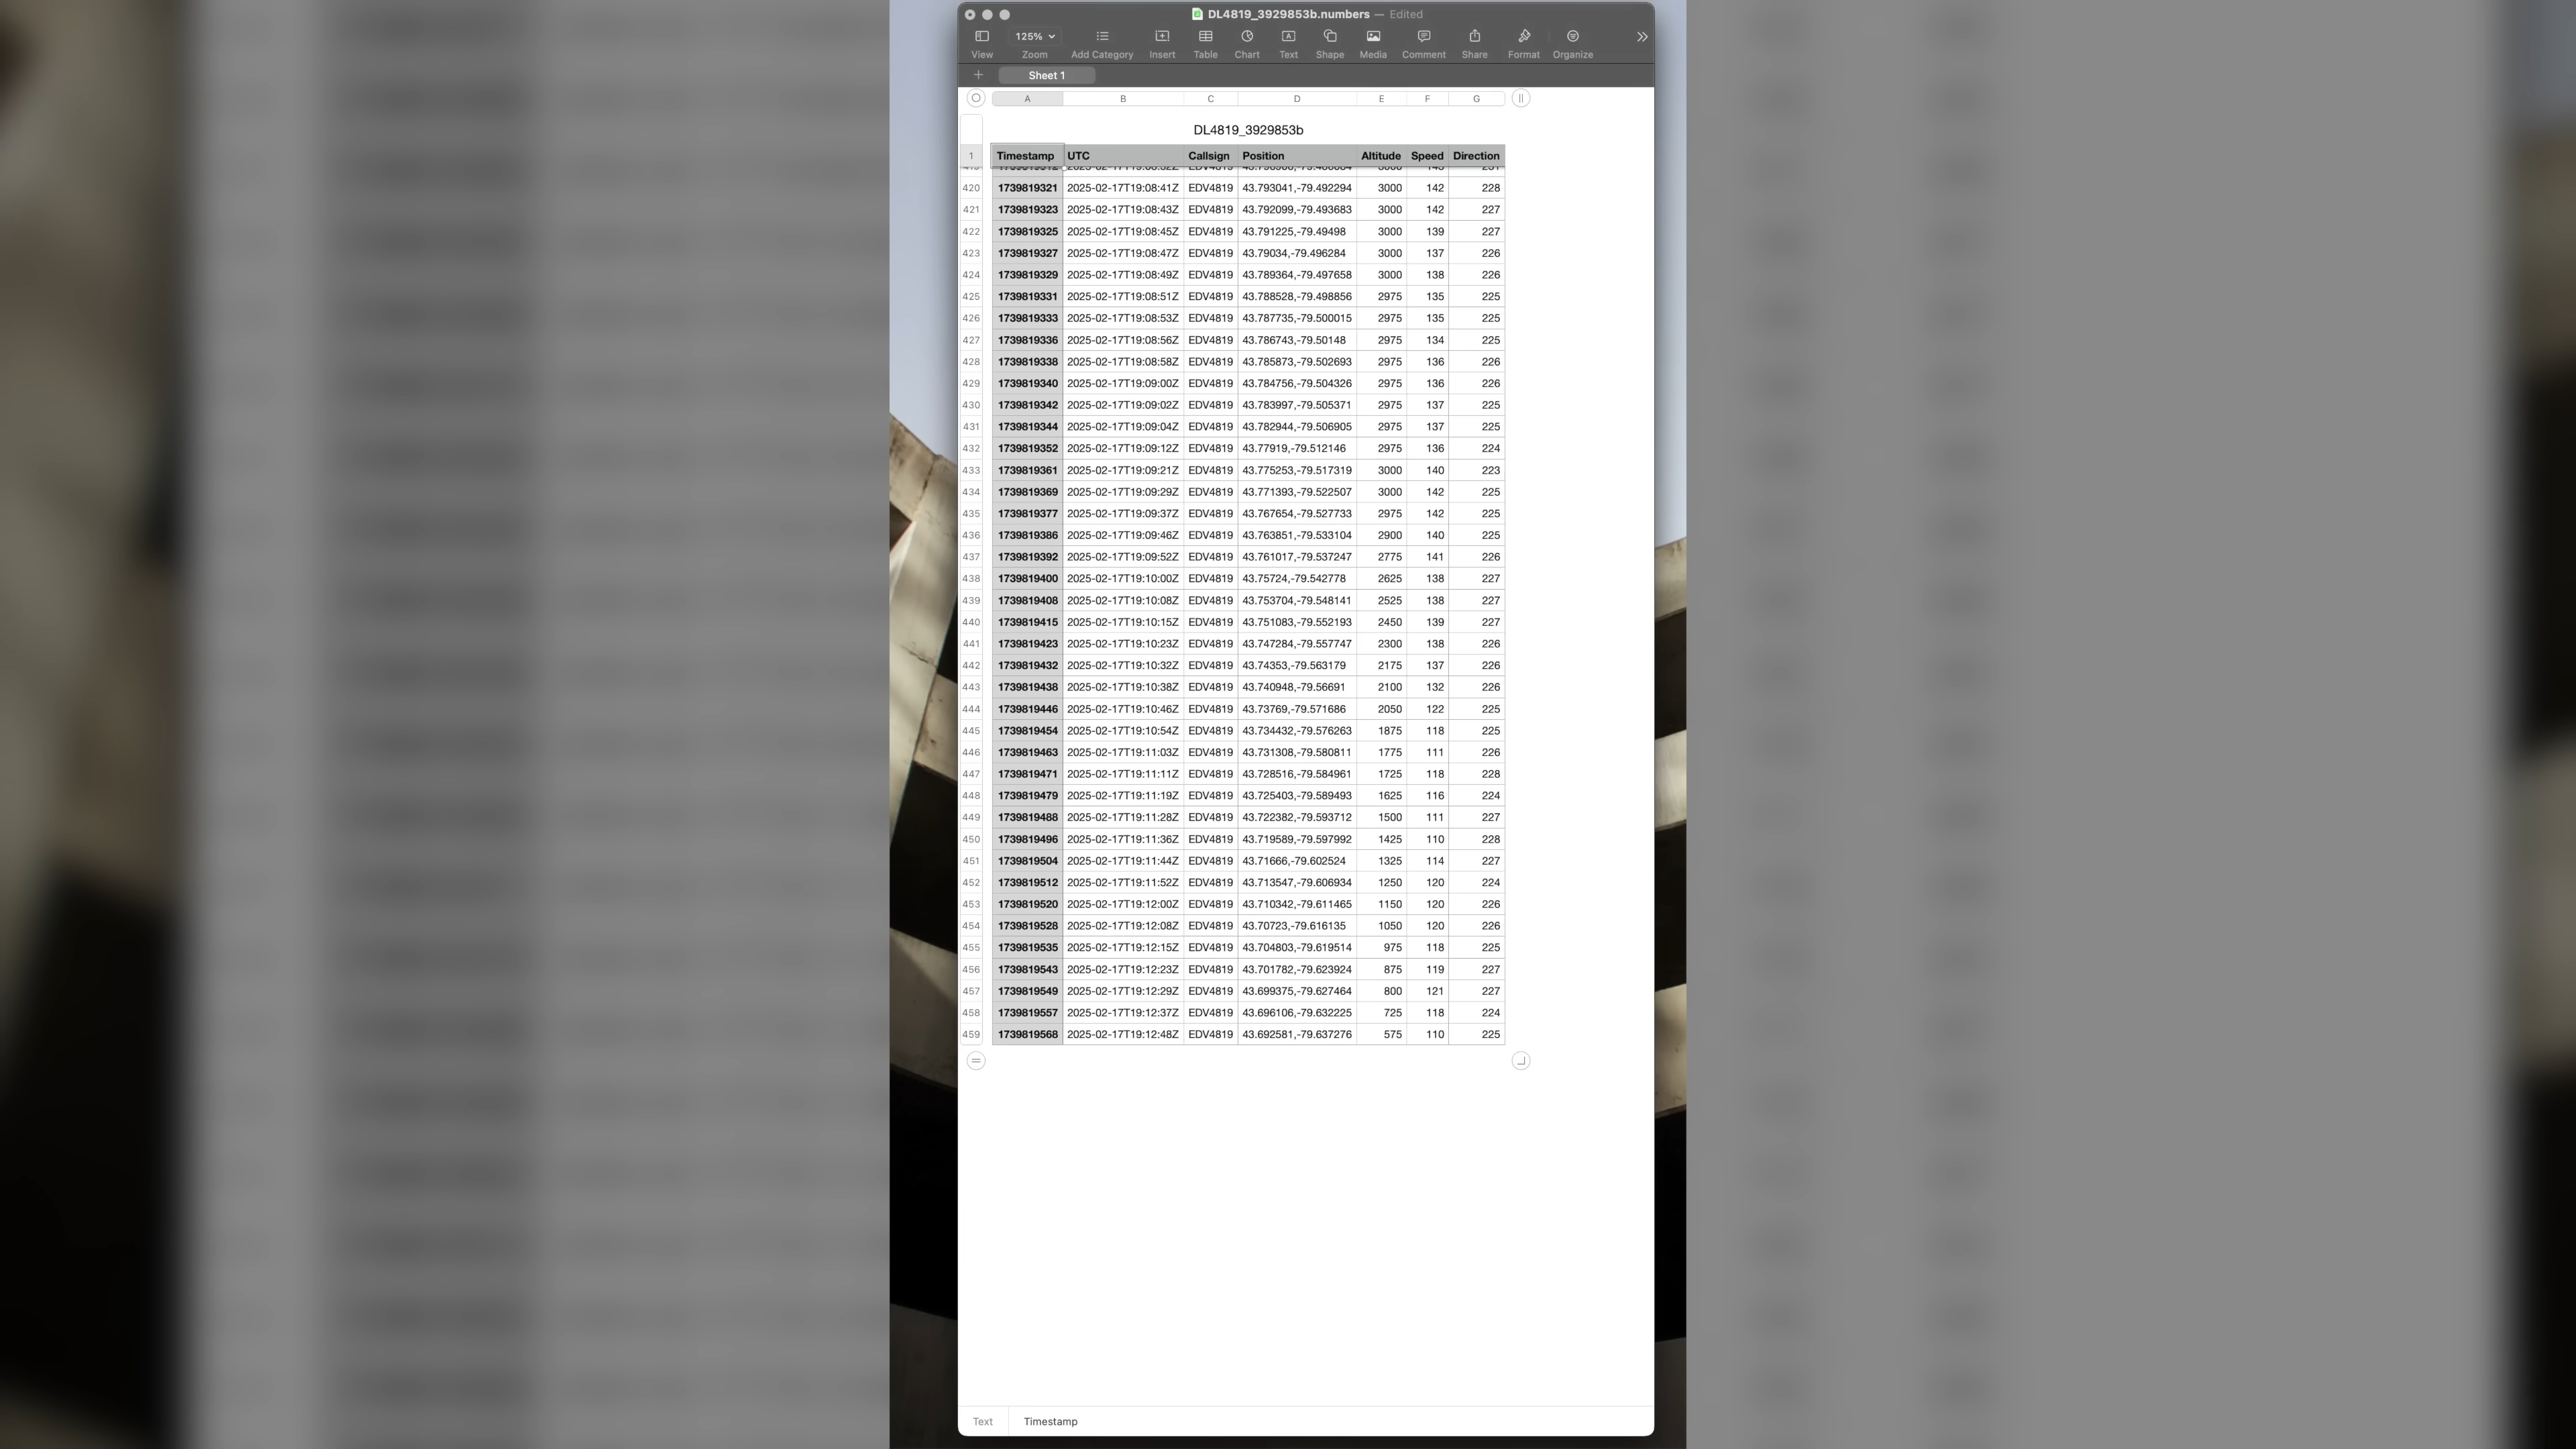 DL4819_3929853b.numbers — Edited
125%
View Zoom Add Category Insert Table Chart Text Shape Media Comment Share Format Organize
Sheet 1
A B C D E F G
DL4819_3929853b
1 Timestamp UTC Callsign Position Altitude Speed Direction
420 1739819321 2025-02-17T19:08:41Z EDV4819 43.793041,-79.492294 3000 142 228
421 1739819323 2025-02-17T19:08:43Z EDV4819 43.792099,-79.493683 3000 142 227
422 1739819325 2025-02-17T19:08:45Z EDV4819 43.791225,-79.49498 3000 139 227
423 1739819327 2025-02-17T19:08:47Z EDV4819 43.79034,-79.496284 3000 137 226
424 1739819329 2025-02-17T19:08:49Z EDV4819 43.789364,-79.497658 3000 138 226
425 1739819331 2025-02-17T19:08:51Z EDV4819 43.788528,-79.498856 2975 135 225
426 1739819333 2025-02-17T19:08:53Z EDV4819 43.787735,-79.500015 2975 135 225
427 1739819336 2025-02-17T19:08:56Z EDV4819 43.786743,-79.50148 2975 134 225
428 1739819338 2025-02-17T19:08:58Z EDV4819 43.785873,-79.502693 2975 136 226
429 1739819340 2025-02-17T19:09:00Z EDV4819 43.784756,-79.504326 2975 136 226
430 1739819342 2025-02-17T19:09:02Z EDV4819 43.783997,-79.505371 2975 137 225
431 1739819344 2025-02-17T19:09:04Z EDV4819 43.782944,-79.506905 2975 137 225
432 1739819352 2025-02-17T19:09:12Z EDV4819 43.77919,-79.512146 2975 136 224
433 1739819361 2025-02-17T19:09:21Z EDV4819 43.775253,-79.517319 3000 140 223
434 1739819369 2025-02-17T19:09:29Z EDV4819 43.771393,-79.522507 3000 142 225
435 1739819377 2025-02-17T19:09:37Z EDV4819 43.767654,-79.527733 2975 142 225
436 1739819386 2025-02-17T19:09:46Z EDV4819 43.763851,-79.533104 2900 140 225
437 1739819392 2025-02-17T19:09:52Z EDV4819 43.761017,-79.537247 2775 141 226
438 1739819400 2025-02-17T19:10:00Z EDV4819 43.75724,-79.542778 2625 138 227
439 1739819408 2025-02-17T19:10:08Z EDV4819 43.753704,-79.548141 2525 138 227
440 1739819415 2025-02-17T19:10:15Z EDV4819 43.751083,-79.552193 2450 139 227
441 1739819423 2025-02-17T19:10:23Z EDV4819 43.747284,-79.557747 2300 138 226
442 1739819432 2025-02-17T19:10:32Z EDV4819 43.74353,-79.563179 2175 137 226
443 1739819438 2025-02-17T19:10:38Z EDV4819 43.740948,-79.56691 2100 132 226
444 1739819446 2025-02-17T19:10:46Z EDV4819 43.73769,-79.571686 2050 122 225
445 1739819454 2025-02-17T19:10:54Z EDV4819 43.734432,-79.576263 1875 118 225
446 1739819463 2025-02-17T19:11:03Z EDV4819 43.731308,-79.580811 1775 111 226
447 1739819471 2025-02-17T19:11:11Z EDV4819 43.728516,-79.584961 1725 118 228
448 1739819479 2025-02-17T19:11:19Z EDV4819 43.725403,-79.589493 1625 116 224
449 1739819488 2025-02-17T19:11:28Z EDV4819 43.722382,-79.593712 1500 111 227
450 1739819496 2025-02-17T19:11:36Z EDV4819 43.719589,-79.597992 1425 110 228
451 1739819504 2025-02-17T19:11:44Z EDV4819 43.71666,-79.602524 1325 114 227
452 1739819512 2025-02-17T19:11:52Z EDV4819 43.713547,-79.606934 1250 120 224
453 1739819520 2025-02-17T19:12:00Z EDV4819 43.710342,-79.611465 1150 120 226
454 1739819528 2025-02-17T19:12:08Z EDV4819 43.70723,-79.616135 1050 120 226
455 1739819535 2025-02-17T19:12:15Z EDV4819 43.704803,-79.619514 975 118 225
456 1739819543 2025-02-17T19:12:23Z EDV4819 43.701782,-79.623924 875 119 227
457 1739819549 2025-02-17T19:12:29Z EDV4819 43.699375,-79.627464 800 121 227
458 1739819557 2025-02-17T19:12:37Z EDV4819 43.696106,-79.632225 725 118 224
459 1739819568 2025-02-17T19:12:48Z EDV4819 43.692581,-79.637276 575 110 225
Text Timestamp